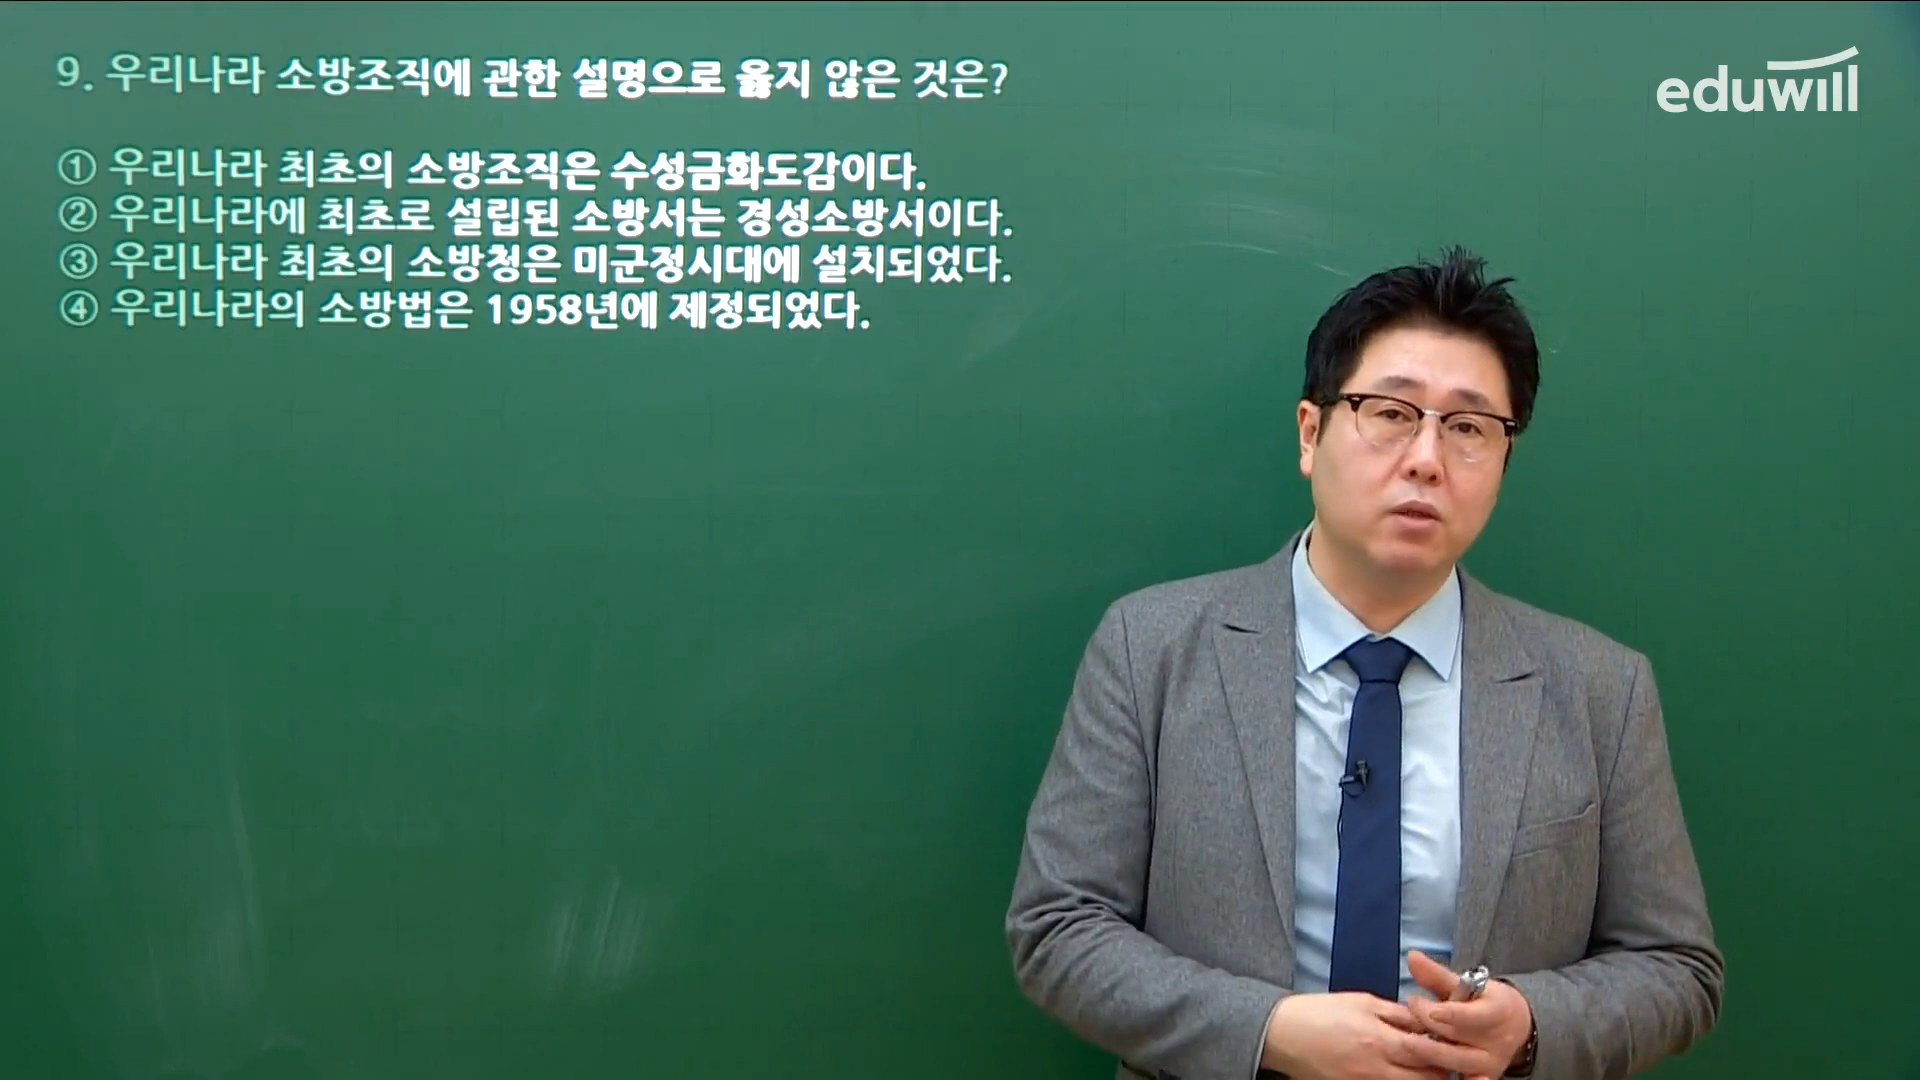 9. 우리나라 소방조직에 관한 설명으로 옳지 않은 것은?
eduwill
① 우리나라 최초의 소방조직은 수성금화도감이다.
② 우리나라에 최초로 설립된 소방서는 경성소방서이다.
③ 우리나라 최초의 소방청은 미군정시대에 설치되었다.
④ 우리나라의 소방법은 1958년에 제정되었다.